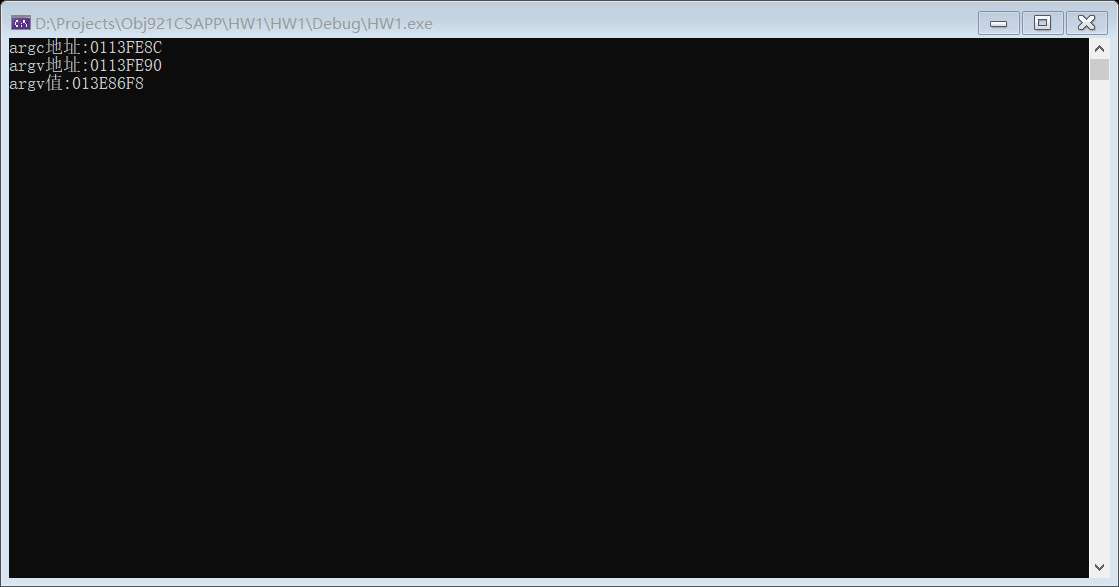 D:\Projects\Obj921CSAPP\HW1\HW1\Debug\HW1.exe
argc地址:0113FE8C
argv地址:0113FE90
argv值:013E86F8